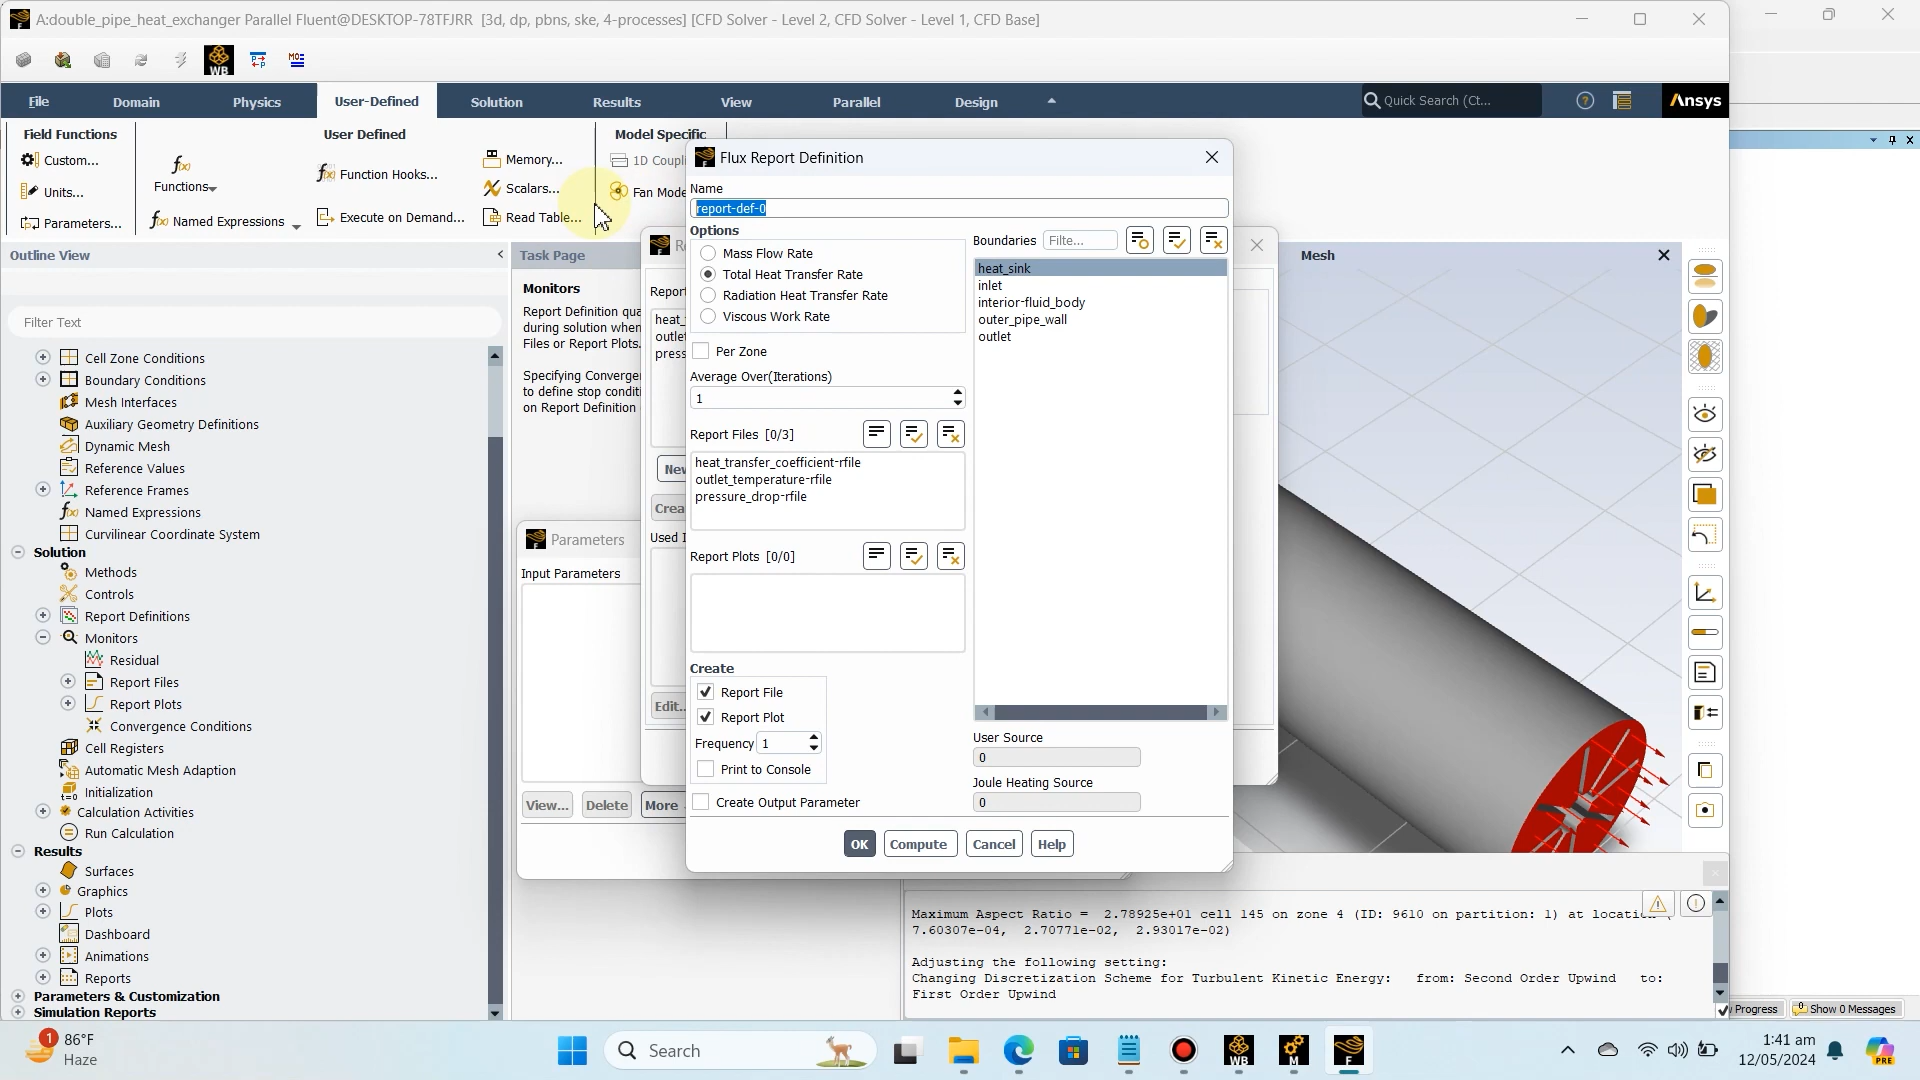 A:double_pipe_heat_exchanger Parallel Fluent@DESKTOP-78TFJRR [3d, dp, pbns, ske, 4-processes] [CFD Solver - Level 2, CFD Solver - Level 1, CFD Base]
WB
File Domain Physics User-Defined Solution Results View Parallel Design
Quick Search (Ct...
Ansys
Field Functions
Custom...
Units...
Parameters...
User Defined
Functions
Named Expressions
Function Hooks...
Execute on Demand...
Memory...
Scalars...
Read Table...
Model Specific
1D Coupli
Fan Mode
Outline View
Filter Text
Cell Zone Conditions
Boundary Conditions
Mesh Interfaces
Auxiliary Geometry Definitions
Dynamic Mesh
Reference Values
Reference Frames
Named Expressions
Curvilinear Coordinate System
Solution
Methods
Controls
Report Definitions
Monitors
Residual
Report Files
Report Plots
Convergence Conditions
Cell Registers
Automatic Mesh Adaption
Initialization
Calculation Activities
Run Calculation
Results
Surfaces
Graphics
Plots
Dashboard
Animations
Reports
Parameters & Customization
Simulation Reports
Task Page
Monitors
Report Definition qua
during solution when
Files or Report Plots.
Specifying Converge
to define stop condit
on Report Definition
Parameters
Input Parameters
View... Delete More
Report
heat_
outlet
press
New
Crea
Used I
Edit..
Flux Report Definition
Name
report-def-0
Options
Mass Flow Rate
Total Heat Transfer Rate
Radiation Heat Transfer Rate
Viscous Work Rate
Per Zone
Average Over(Iterations)
1
Report Files [0/3]
heat_transfer_coefficient-rfile
outlet_temperature-rfile
pressure_drop-rfile
Report Plots [0/0]
Create
Report File
Report Plot
Frequency 1
Print to Console
Create Output Parameter
Boundaries Filte...
heat_sink
inlet
interior-fluid_body
outer_pipe_wall
outlet
User Source
0
Joule Heating Source
0
OK Compute Cancel Help
Mesh
Maximum Aspect Ratio = 2.78925e+01 cell 145 on zone 4 (ID: 9610 on partition: 1) at locati
7.60307e-04, 2.70771e-02, 2.93017e-02)
Adjusting the following setting:
Changing Discretization Scheme for Turbulent Kinetic Energy: from: Second Order Upwind to:
First Order Upwind
Progress Show 0 Messages
1
86°F
Haze
Search
WB
M
F
1:41 am
12/05/2024
PRE